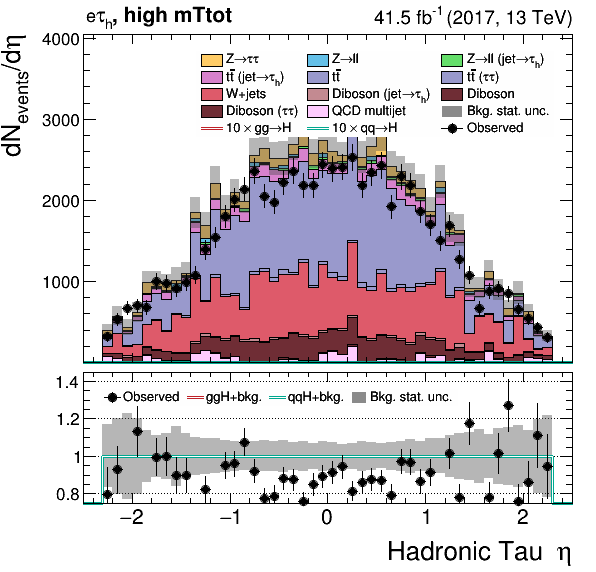 eτh, high mTtot 41.5 fb-1 (2017, 13 TeV)
dNevents/dη
4000
3000
2000
1000
Z→ττ Z→ll Z→ll (jet→τh)
tt̄ (jet→τh) tt̄ tt̄ (ττ)
W+jets Diboson (jet→τh) Diboson
Diboson (ττ) QCD multijet Bkg. stat. unc.
10 × gg→H 10 × qq→H Observed
1.4
1.2
1
0.8
Observed ggH+bkg. qqH+bkg. Bkg. stat. unc.
−2 −1 0 1 2
Hadronic Tau η